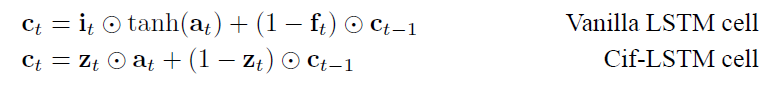 c_t = i_t ⊙ tanh(a_t) + (1 − f_t) ⊙ c_{t−1} Vanilla LSTM cell
c_t = z_t ⊙ a_t + (1 − z_t) ⊙ c_{t−1} Cif-LSTM cell